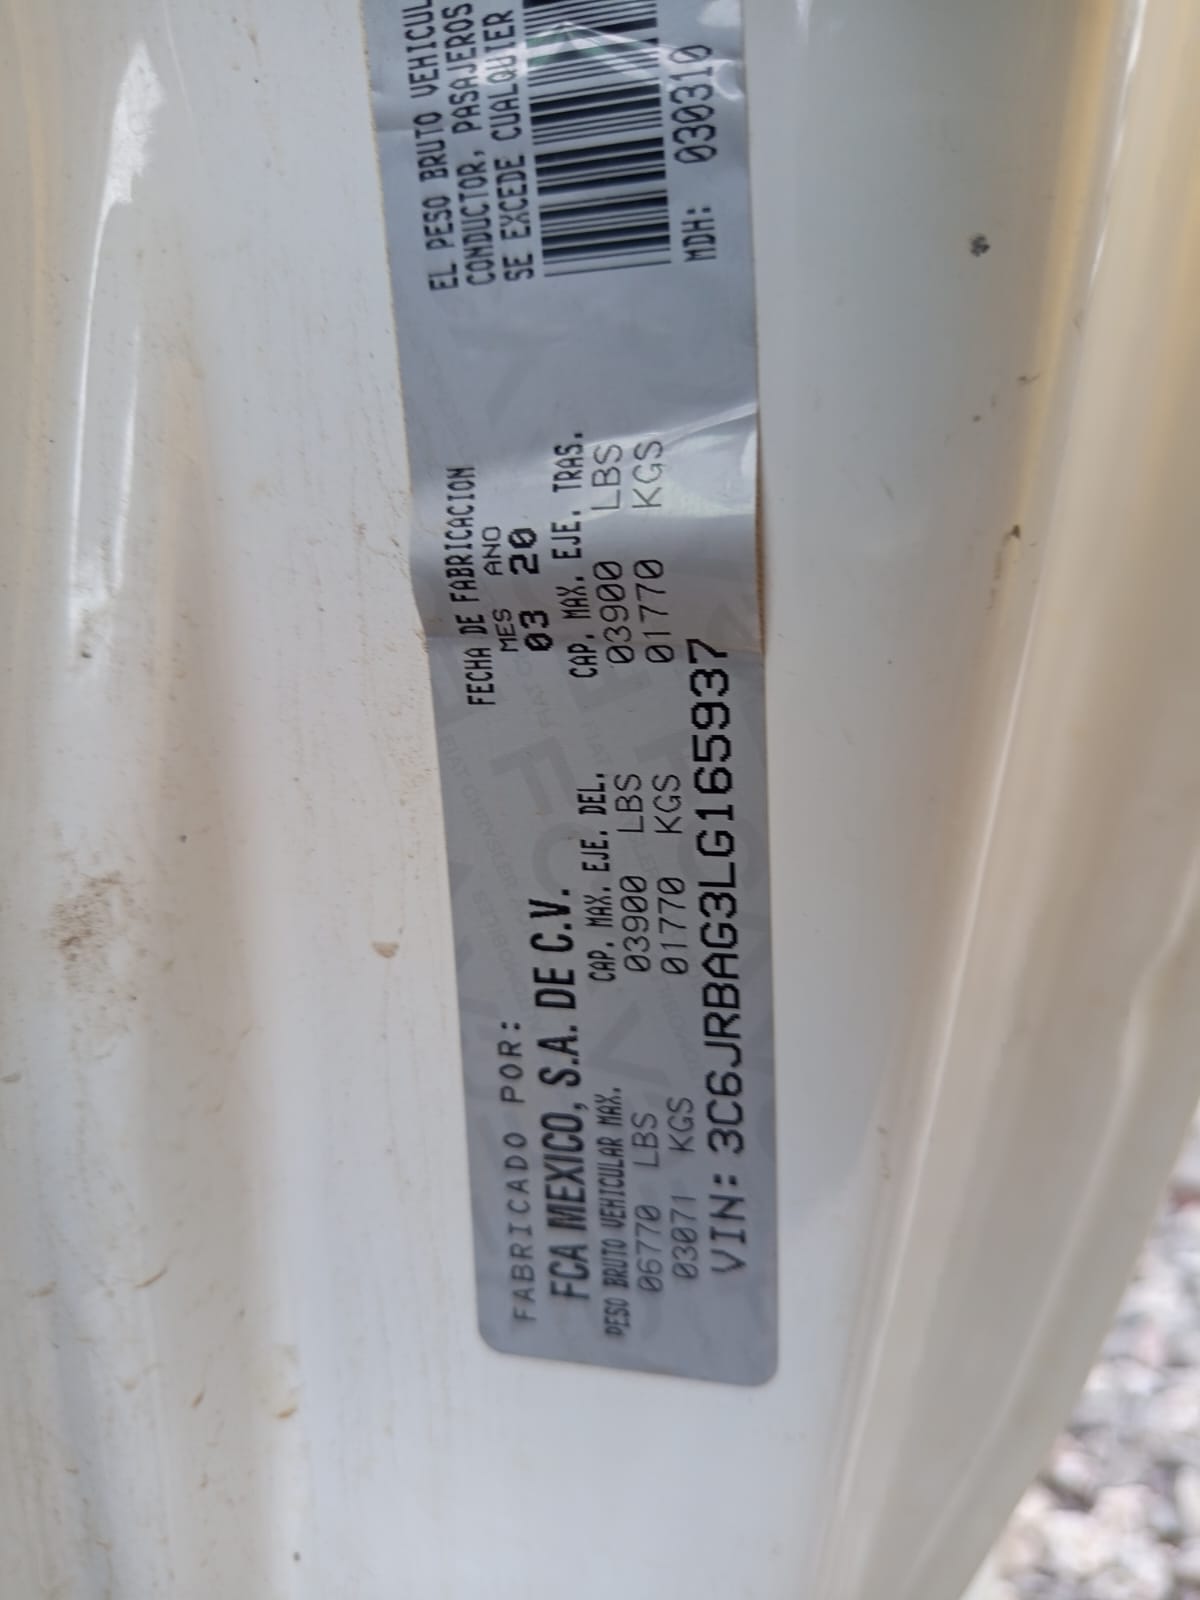 FABRICADO POR:
FCA MEXICO, S.A. DE C.V.
FECHA DE FABRICACION
MES ANO
03 20
PESO BRUTO VEHICULAR MAX.
06770 LBS
03071 KGS
CAP. MAX. EJE. DEL.
03900 LBS
01770 KGS
CAP. MAX. EJE. TRAS.
03900 LBS
01770 KGS
VIN: 3C6JRBAG3LG165937
EL PESO BRUTO VEHICUL
CONDUCTOR, PASAJEROS
SE EXCEDE CUALQUIER
MDH: 030310